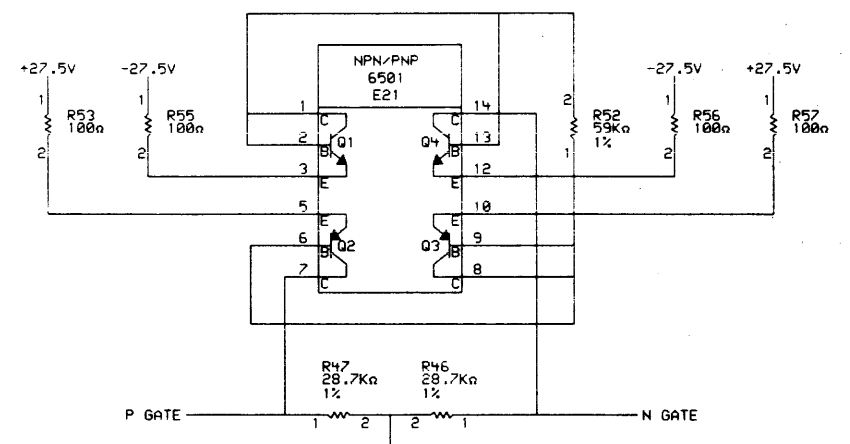 +27.5V
-27.5V
NPN/PNP
6501
E21
-27.5V
+27.5V
1
R53
100Ω
2
1
R55
100Ω
2
2
R52
59KΩ
1%
1
1
R56
100Ω
2
1
R57
100Ω
2
1 C
C 14
2 B Q1
Q4 B 13
3 E
E 12
5 E
E 10
6 B Q2
Q3 B 9
7 C
C 8
R47
28.7KΩ
1%
R46
28.7KΩ
1%
P GATE
1 2
2 1
N GATE